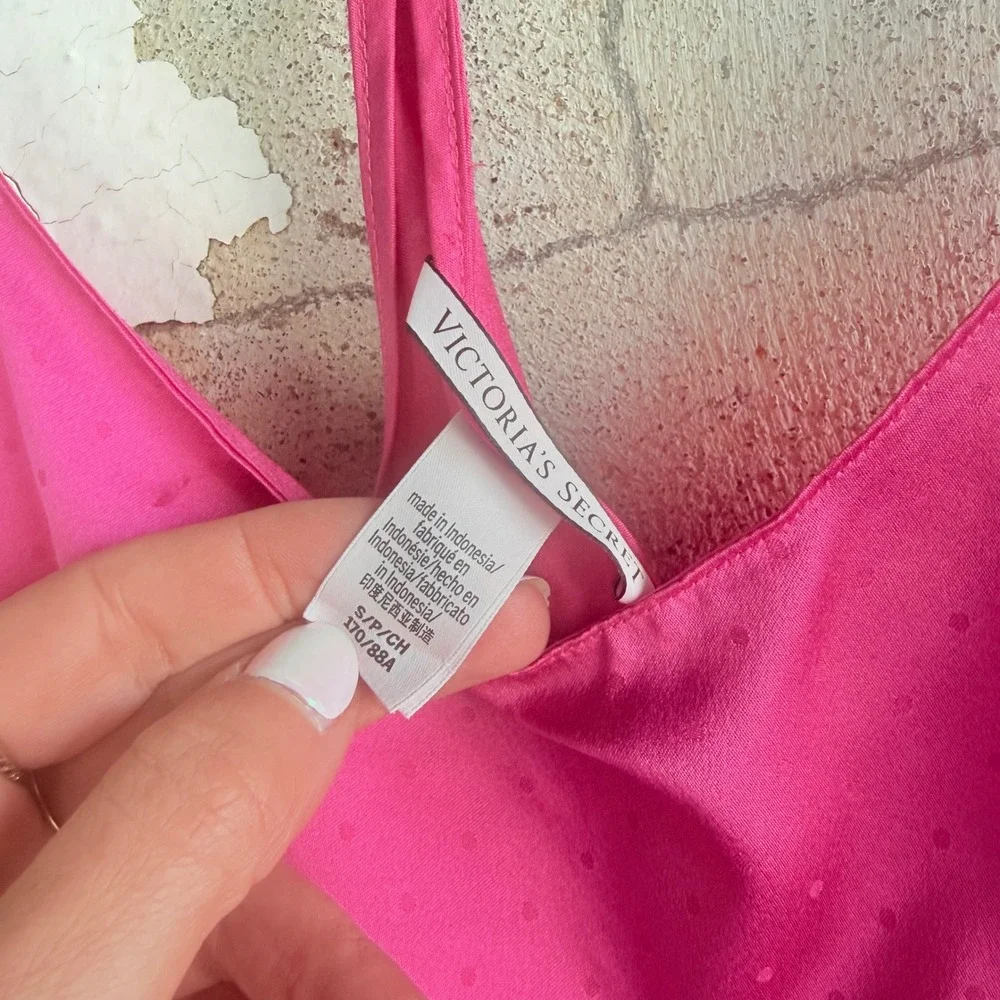 VICTORIA'S SECRET
made in Indonesia/
fabriqué en
Indonésie/hecho en
Indonesia/fabbricato
in Indonesia/
印度尼西亚制造
S/P/CH
170/88A